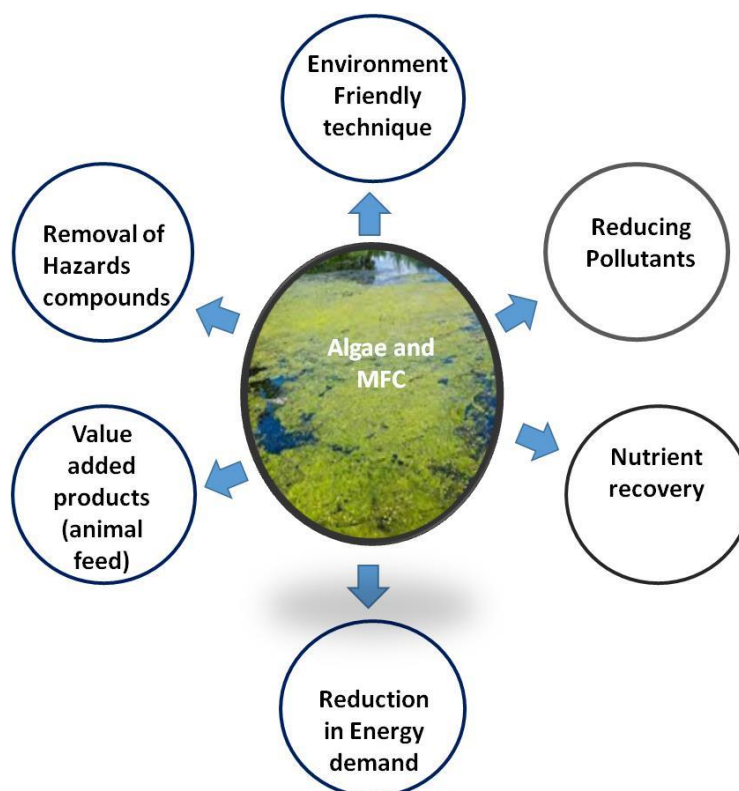 Environment
Friendly
technique
Removal of
Hazards
compounds
Reducing
Pollutants
Algae and
MFC
Value
added
products
(animal
feed)
Nutrient
recovery
Reduction
in Energy
demand